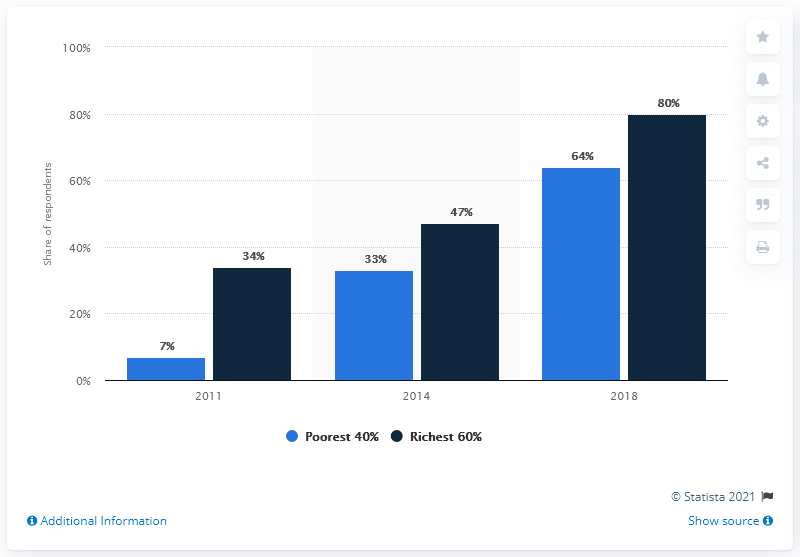 100%
80%
60%
40%
20%
0%
Share of respondents
7%
34%
33%
47%
64%
80%
2011
2014
2018
Poorest 40%
Richest 60%
© Statista 2021
Additional Information
Show source